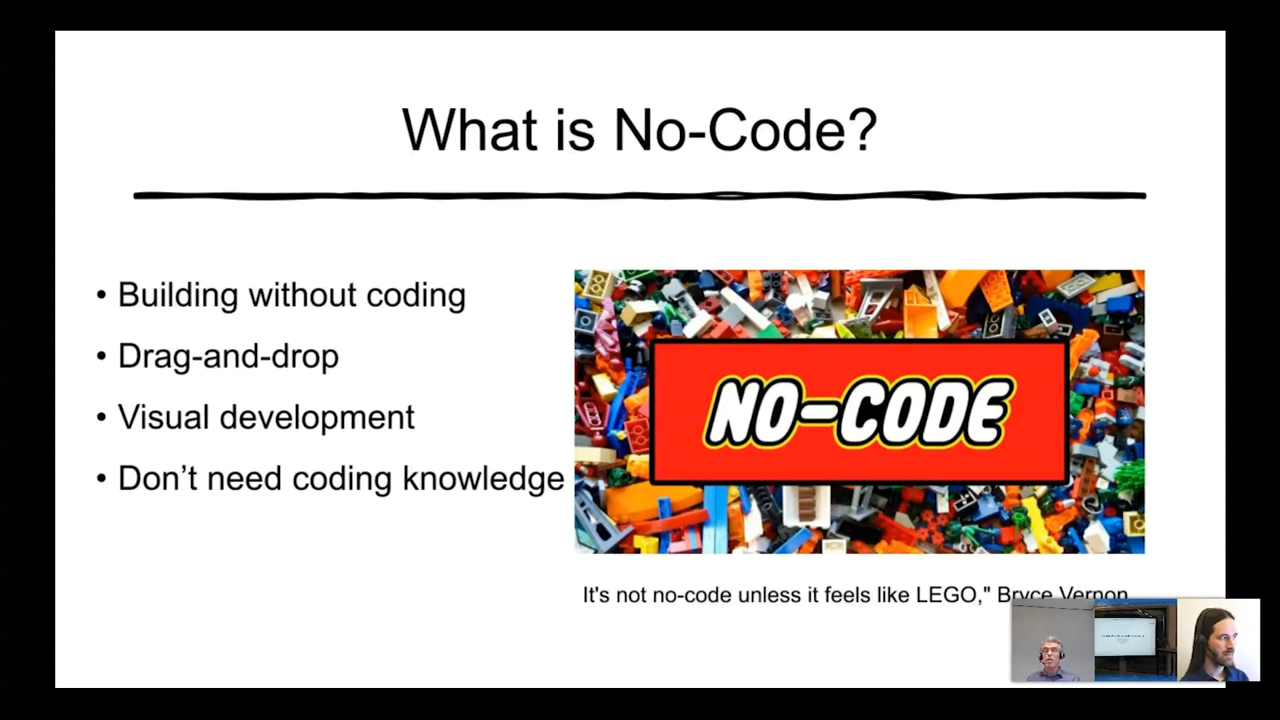 What is No-Code?
• Building without coding
• Drag-and-drop
• Visual development
• Don’t need coding knowledge
NO-CODE
It's not no-code unless it feels like LEGO," Bryce Vernon